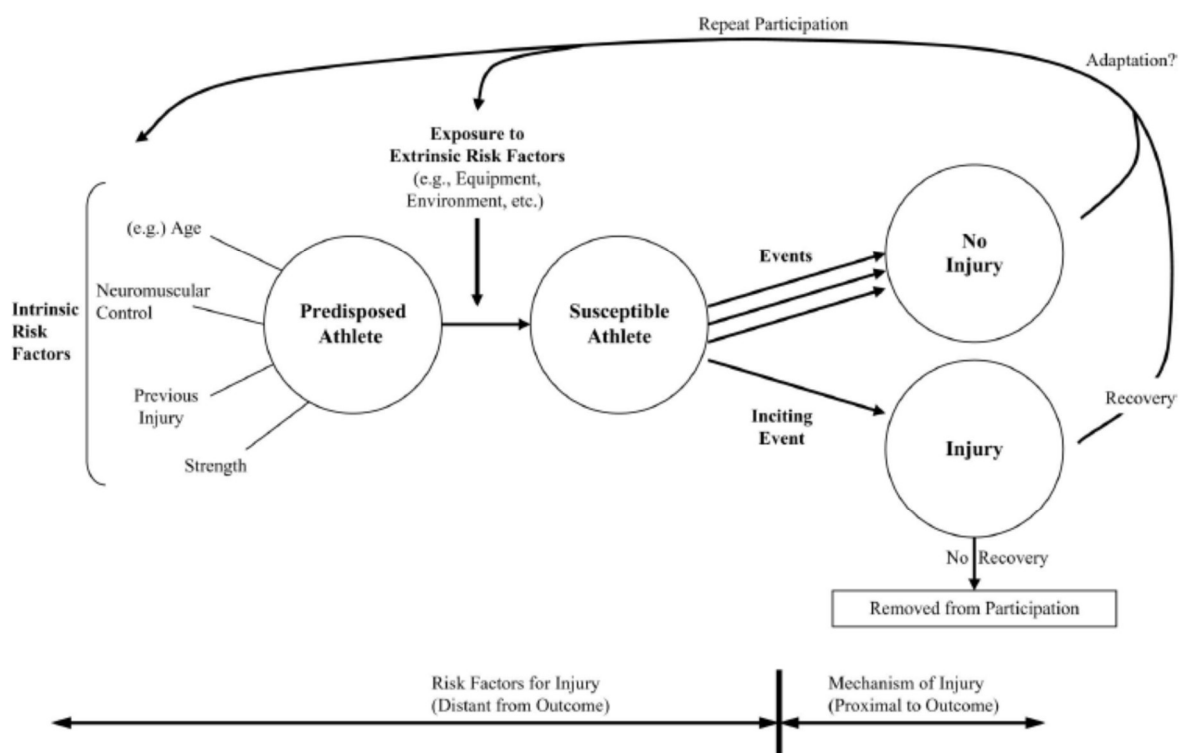 Repeat Participation
Adaptation?
Exposure to
Extrinsic Risk Factors
(e.g., Equipment,
Environment, etc.)
(e.g.) Age
Neuromuscular
Control
Intrinsic
Risk
Factors
Previous
Injury
Strength
Predisposed
Athlete
Susceptible
Athlete
Events
No
Injury
Inciting
Event
Injury
Recovery
No Recovery
Removed from Participation
Risk Factors for Injury
(Distant from Outcome)
Mechanism of Injury
(Proximal to Outcome)